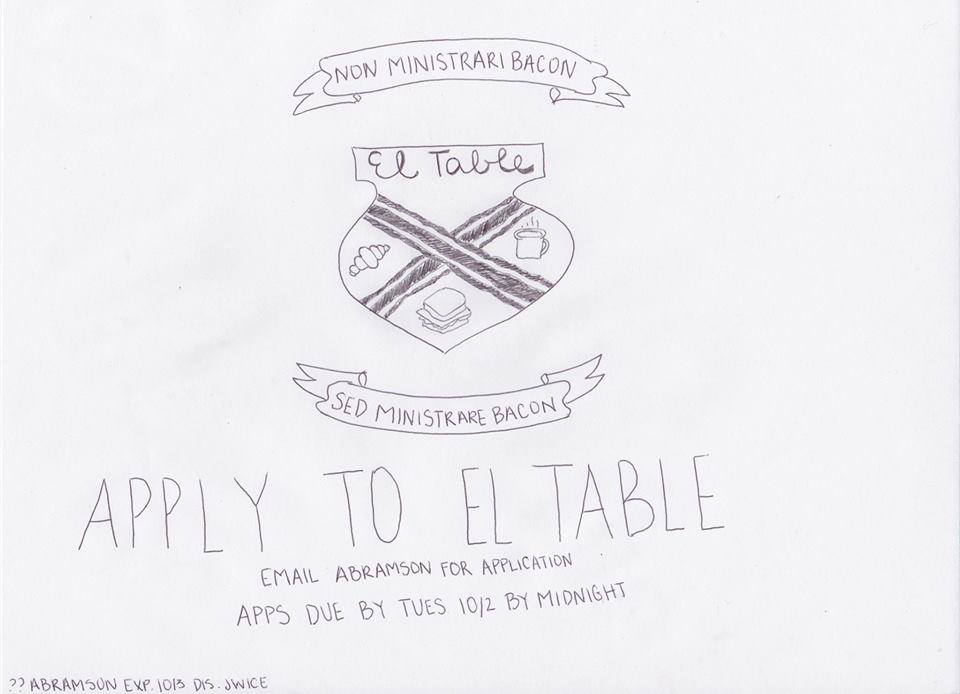 NON MINISTRARI BACON
El Table
SED MINISTRARE BACON
APPLY TO EL TABLE
EMAIL ABRAMSON FOR APPLICATION
APPS DUE BY TUES 10/2 BY MIDNIGHT
?? ABRAMSON EXP. 10/3 DIS. JWICE